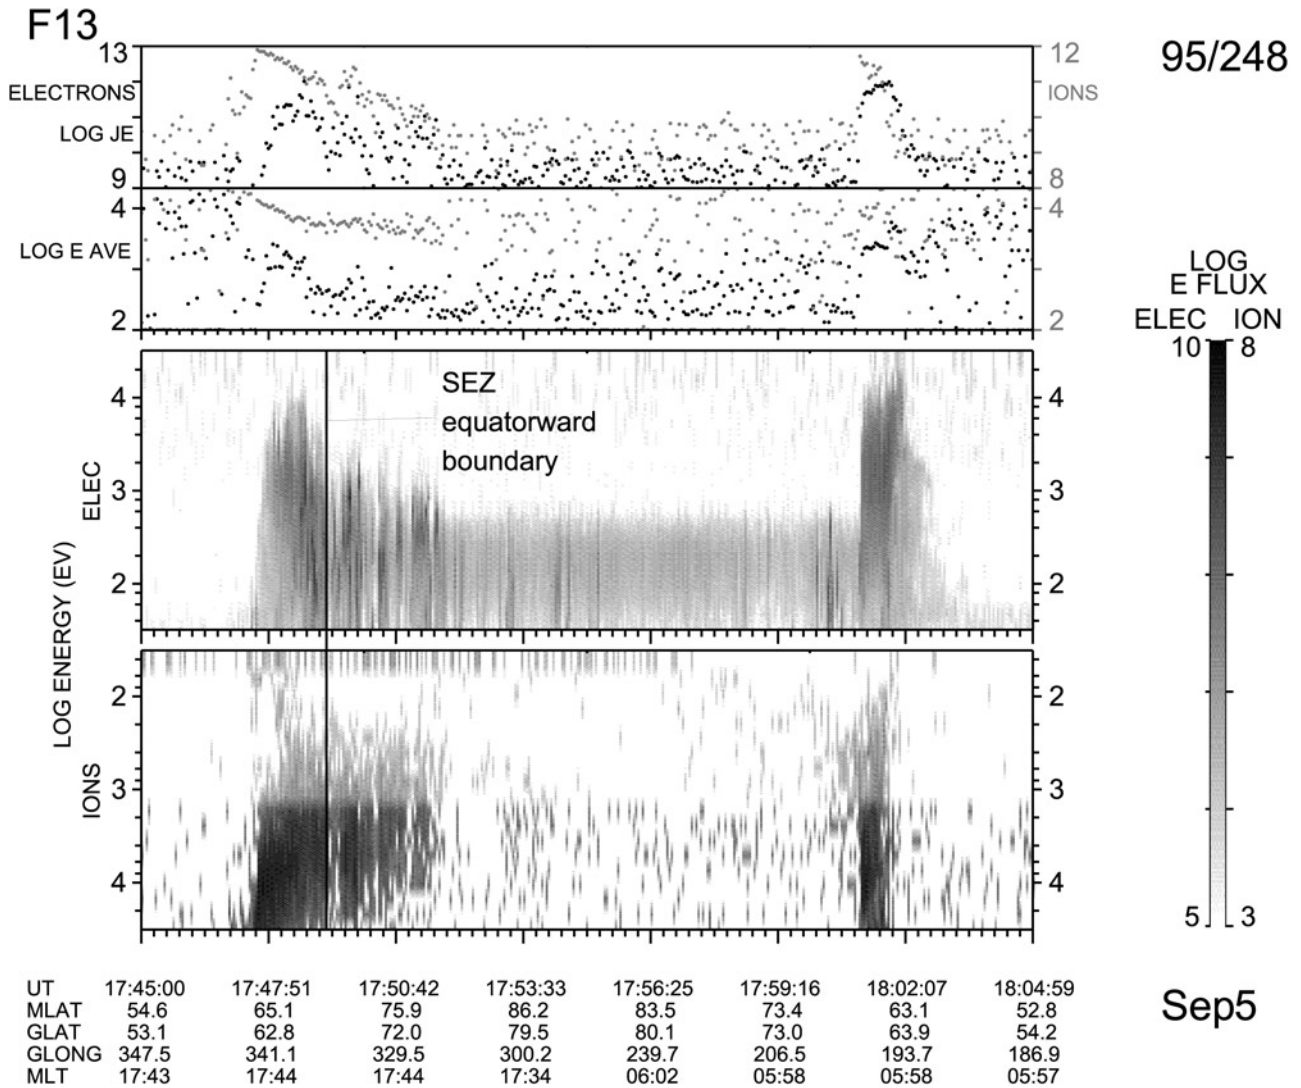 F13
95/248
13
12
ELECTRONS
IONS
LOG JE
9
8
4
4
LOG E AVE
2
2
LOG
E FLUX
ELEC ION
10 8
5 3
SEZ
equatorward
boundary
4
4
ELEC
3
3
2
2
LOG ENERGY (EV)
2
2
IONS
3
3
4
4
UT 17:45:00 17:47:51 17:50:42 17:53:33 17:56:25 17:59:16 18:02:07 18:04:59
MLAT 54.6 65.1 75.9 86.2 83.5 73.4 63.1 52.8
GLAT 53.1 62.8 72.0 79.5 80.1 73.0 63.9 54.2
GLONG 347.5 341.1 329.5 300.2 239.7 206.5 193.7 186.9
MLT 17:43 17:44 17:44 17:34 06:02 05:58 05:58 05:57
Sep5